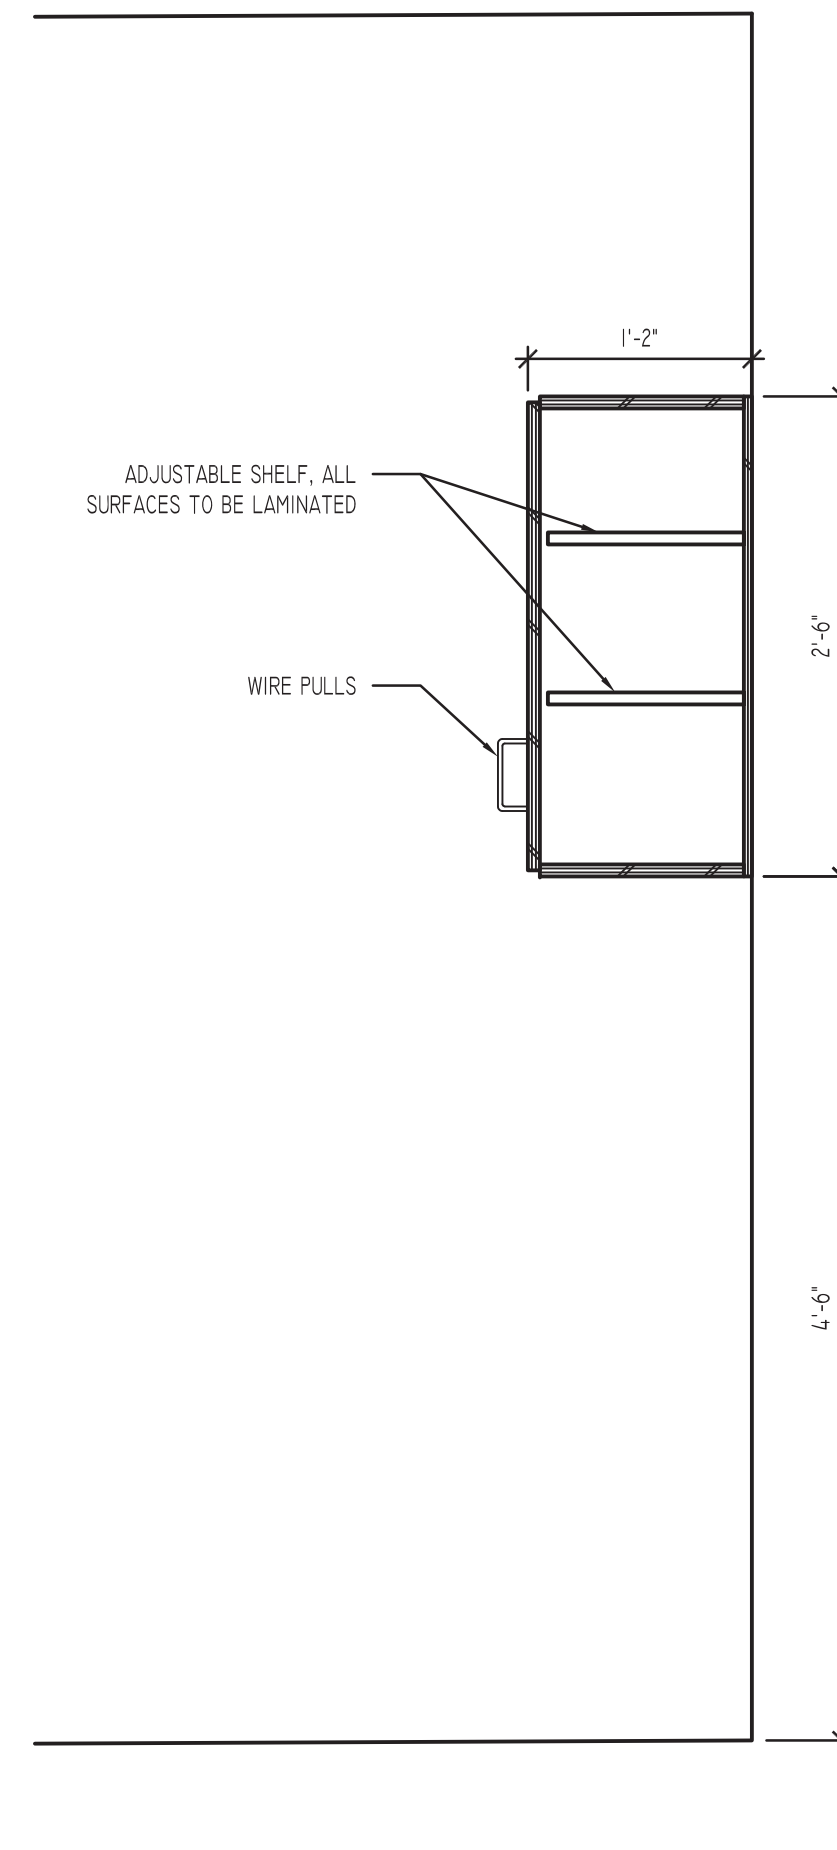 1'-2"
ADJUSTABLE SHELF, ALL
SURFACES TO BE LAMINATED
2'-6"
WIRE PULLS
4'-6"